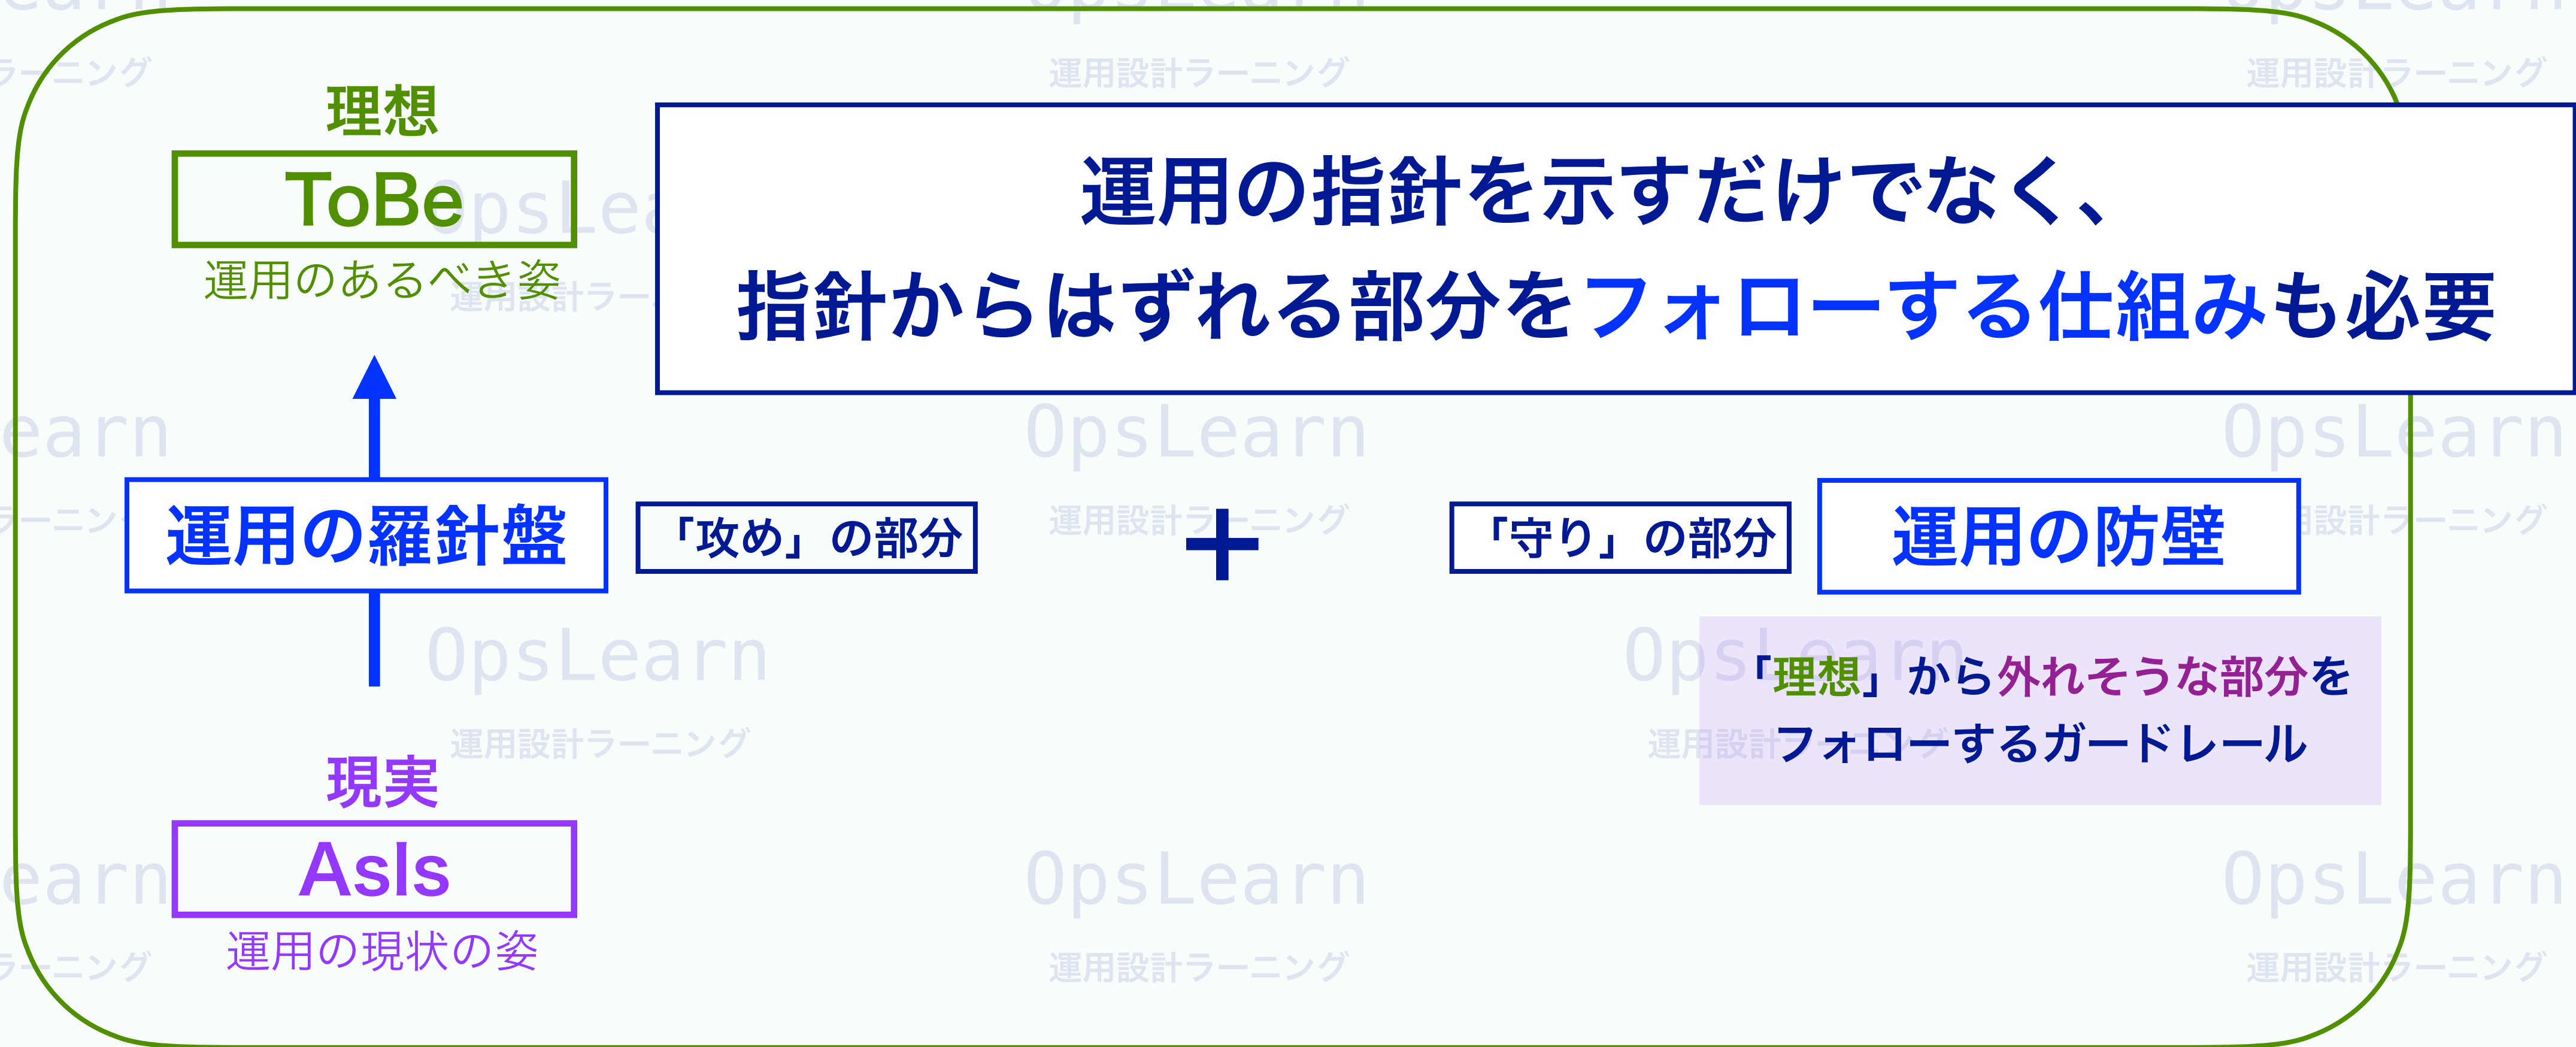 理想
ToBe
運用のあるべき姿
運用の指針を示すだけでなく、
指針からはずれる部分をフォローする仕組みも必要
運用の羅針盤
「攻め」の部分
+
「守り」の部分
運用の防壁
「理想」から外れそうな部分を
フォローするガードレール
現実
AsIs
運用の現状の姿
OpsLearn
運用設計ラーニング